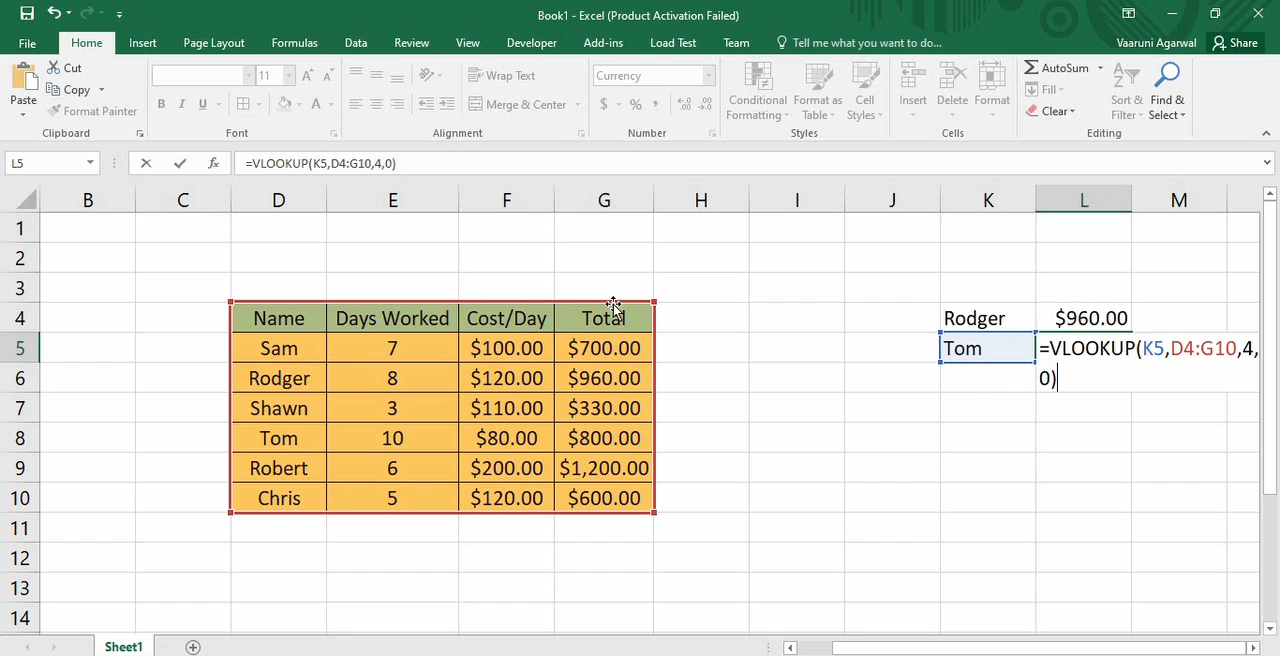 Book1 - Excel (Product Activation Failed)
File Home Insert Page Layout Formulas Data Review View Developer Add-ins Load Test Team Tell me what you want to do... Vaaruni Agarwal Share
Paste
Cut
Copy
Format Painter
Clipboard
11
Font
Wrap Text
Merge & Center
Alignment
Currency
$ % ,
Number
Conditional Formatting
Format as Table
Cell Styles
Styles
Insert
Delete
Format
Cells
AutoSum
Fill
Clear
Sort & Filter
Find & Select
Editing
L5 =VLOOKUP(K5,D4:G10,4,0)
B C D E F G H I J K L M
1
2
3
4 Name Days Worked Cost/Day Total Rodger $960.00
5 Sam 7 $100.00 $700.00 Tom =VLOOKUP(K5,D4:G10,4,
6 Rodger 8 $120.00 $960.00 0)
7 Shawn 3 $110.00 $330.00
8 Tom 10 $80.00 $800.00
9 Robert 6 $200.00 $1,200.00
10 Chris 5 $120.00 $600.00
11
12
13
14
Sheet1